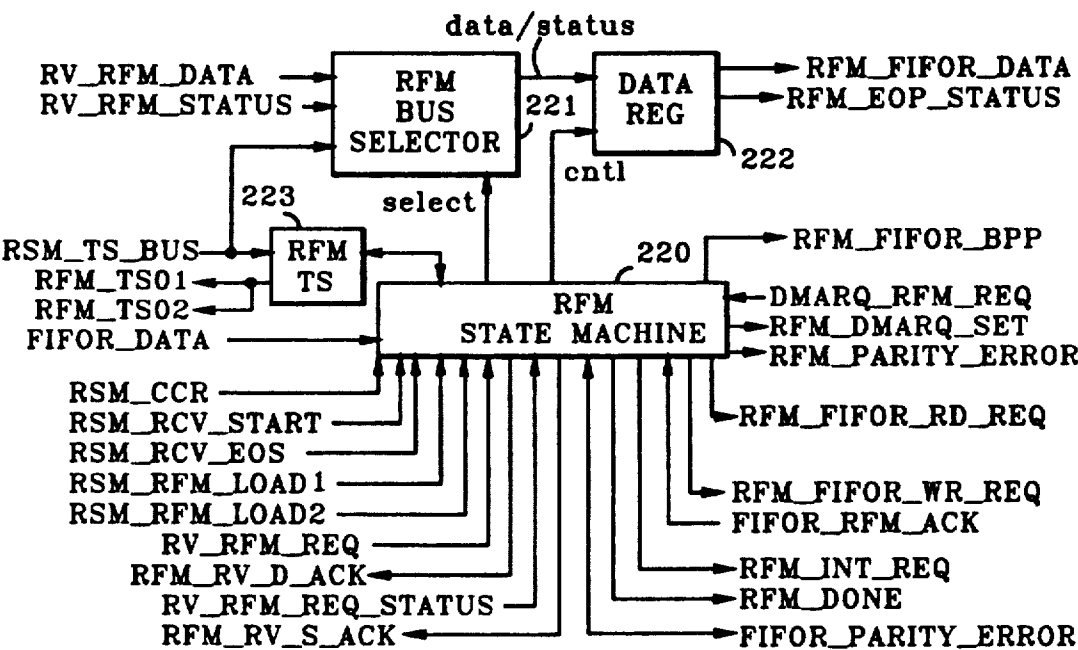 data/status
RV_RFM_DATA
RV_RFM_STATUS
RFM
BUS
SELECTOR
221
DATA
REG
222
RFM_FIFOR_DATA
RFM_EOP_STATUS
cntl
select
223
RSM_TS_BUS
RFM
TS
RFM_TS01
RFM_TS02
FIFOR_DATA
220
RFM
STATE MACHINE
RFM_FIFOR_BPP
DMARQ_RFM_REQ
RFM_DMARQ_SET
RFM_PARITY_ERROR
RSM_CCR
RSM_RCV_START
RSM_RCV_EOS
RSM_RFM_LOAD1
RSM_RFM_LOAD2
RV_RFM_REQ
RFM_RV_D_ACK
RV_RFM_REQ_STATUS
RFM_RV_S_ACK
RFM_FIFOR_RD_REQ
RFM_FIFOR_WR_REQ
FIFOR_RFM_ACK
RFM_INT_REQ
RFM_DONE
FIFOR_PARITY_ERROR